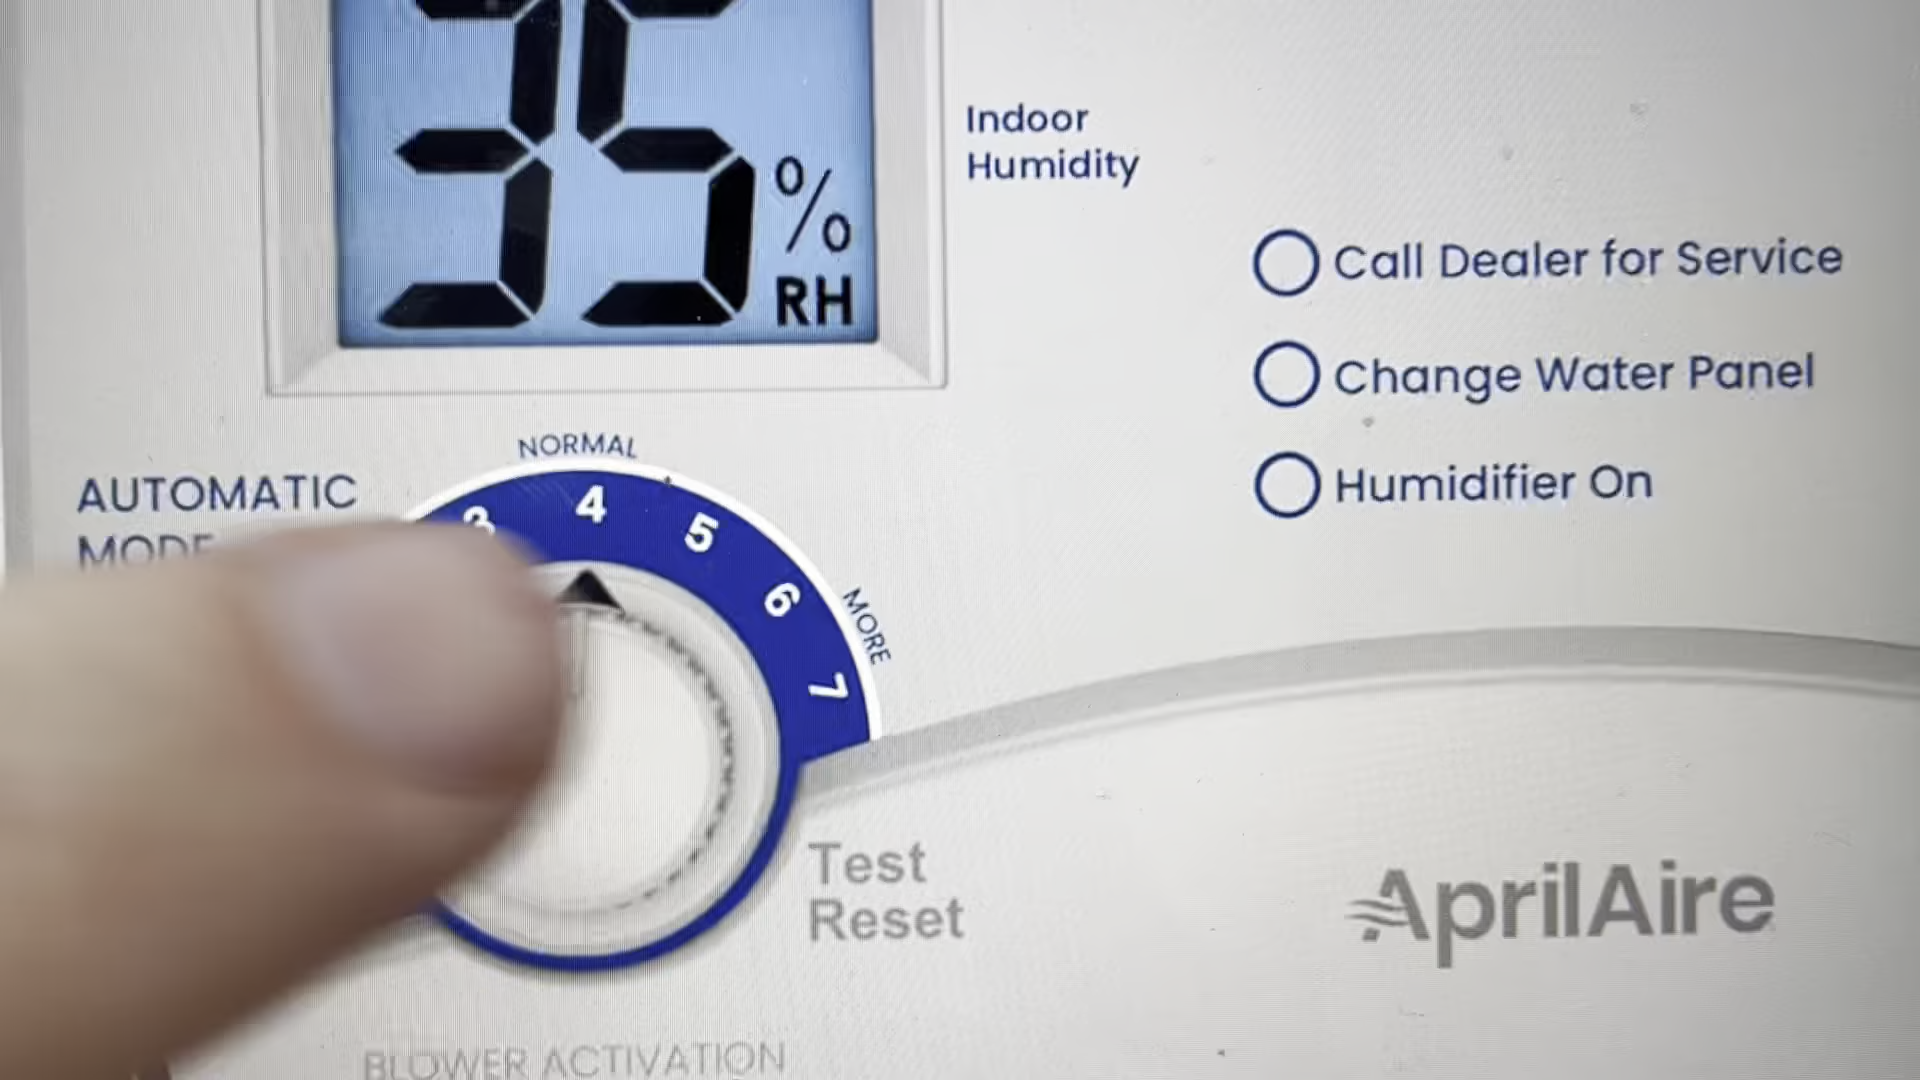 35
%
RH
Indoor
Humidity
Call Dealer for Service
Change Water Panel
Humidifier On
NORMAL
AUTOMATIC
MODE
3
4
5
6
7
MORE
Test
Reset
AprilAire
BLOWER ACTIVATION